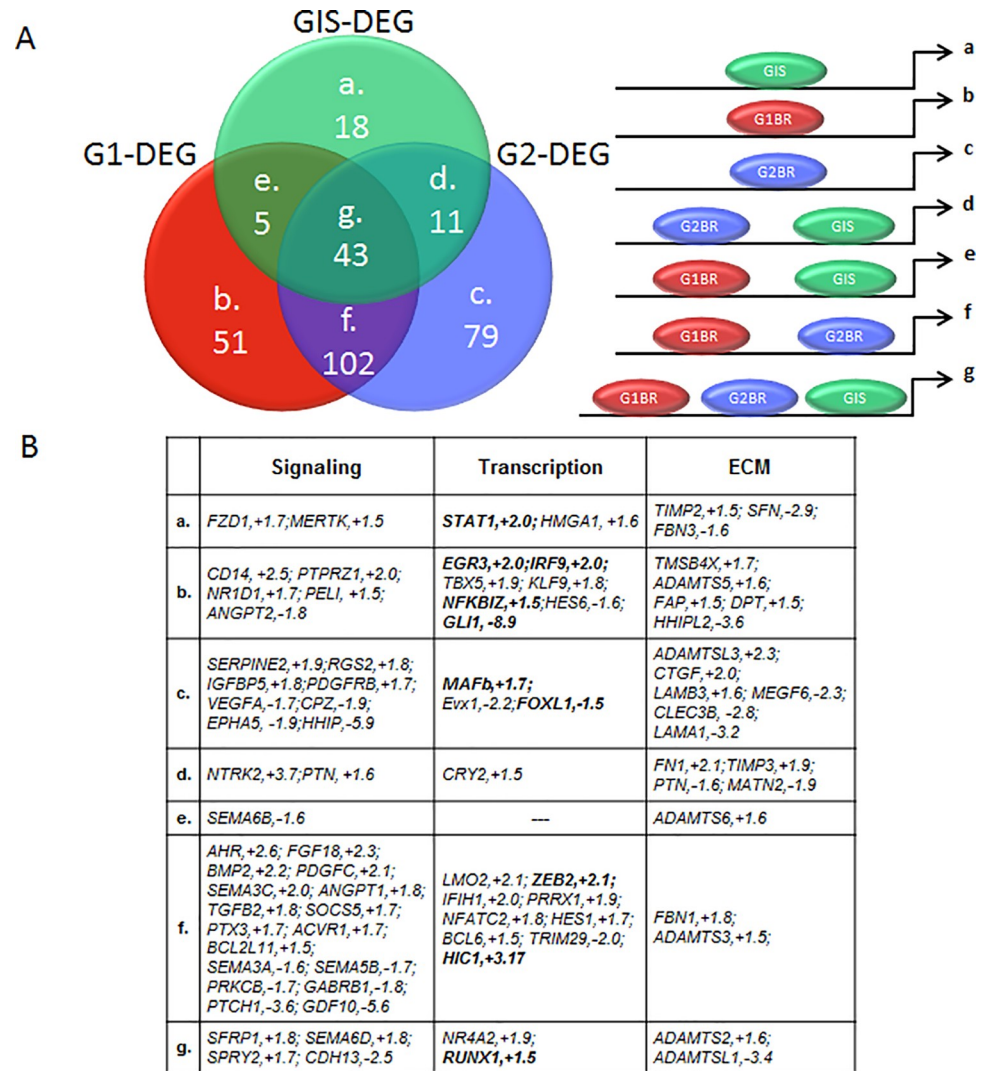 A
GIS-DEG
G1-DEG
G2-DEG
a.
18
e.
5
d.
11
g.
43
b.
51
f.
102
c.
79
GIS
a
G1BR
b
G2BR
c
G2BR GIS
d
G1BR GIS
e
G1BR G2BR
f
G1BR G2BR GIS
g
B
Signaling Transcription ECM
a.
FZD1,+1.7;MERTK,+1.5
STAT1,+2.0; HMGA1, +1.6
TIMP2,+1.5; SFN,-2.9;
FBN3,-1.6
b.
CD14, +2.5; PTPRZ1,+2.0;
NR1D1,+1.7; PELI, +1.5;
ANGPT2,-1.8
EGR3,+2.0;IRF9,+2.0;
TBX5,+1.9; KLF9,+1.8;
NFKBIZ,+1.5;HES6,-1.6;
GLI1, -8.9
TMSB4X,+1.7;
ADAMTS5,+1.6;
FAP,+1.5; DPT,+1.5;
HHIPL2,-3.6
c.
SERPINE2,+1.9;RGS2,+1.8;
IGFBP5,+1.8;PDGFRB,+1.7;
VEGFA,-1.7;CPZ,-1.9;
EPHA5, -1.9;HHIP,-5.9
MAFb,+1.7;
Evx1,-2.2;FOXL1,-1.5
ADAMTSL3,+2.3;
CTGF,+2.0;
LAMB3,+1.6; MEGF6,-2.3;
CLEC3B, -2.8;
LAMA1,-3.2
d.
NTRK2,+3.7;PTN, +1.6
CRY2,+1.5
FN1,+2.1;TIMP3,+1.9;
PTN,-1.6; MATN2,-1.9
e.
SEMA6B,-1.6
---
ADAMTS6,+1.6
f.
AHR,+2.6; FGF18,+2.3;
BMP2,+2.2; PDGFC,+2.1;
SEMA3C,+2.0; ANGPT1,+1.8;
TGFB2,+1.8; SOCS5,+1.7;
PTX3,+1.7; ACVR1,+1.7;
BCL2L11,+1.5;
SEMA3A,-1.6; SEMA5B,-1.7;
PRKCB,-1.7; GABRB1,-1.8;
PTCH1,-3.6; GDF10,-5.6
LMO2,+2.1; ZEB2,+2.1;
IFIH1,+2.0; PRRX1,+1.9;
NFATC2,+1.8; HES1,+1.7;
BCL6,+1.5; TRIM29,-2.0;
HIC1,+3.17
FBN1,+1.8;
ADAMTS3,+1.5;
g.
SFRP1,+1.8; SEMA6D,+1.8;
SPRY2,+1.7; CDH13,-2.5
NR4A2,+1.9;
RUNX1,+1.5
ADAMTS2,+1.6;
ADAMTSL1,-3.4